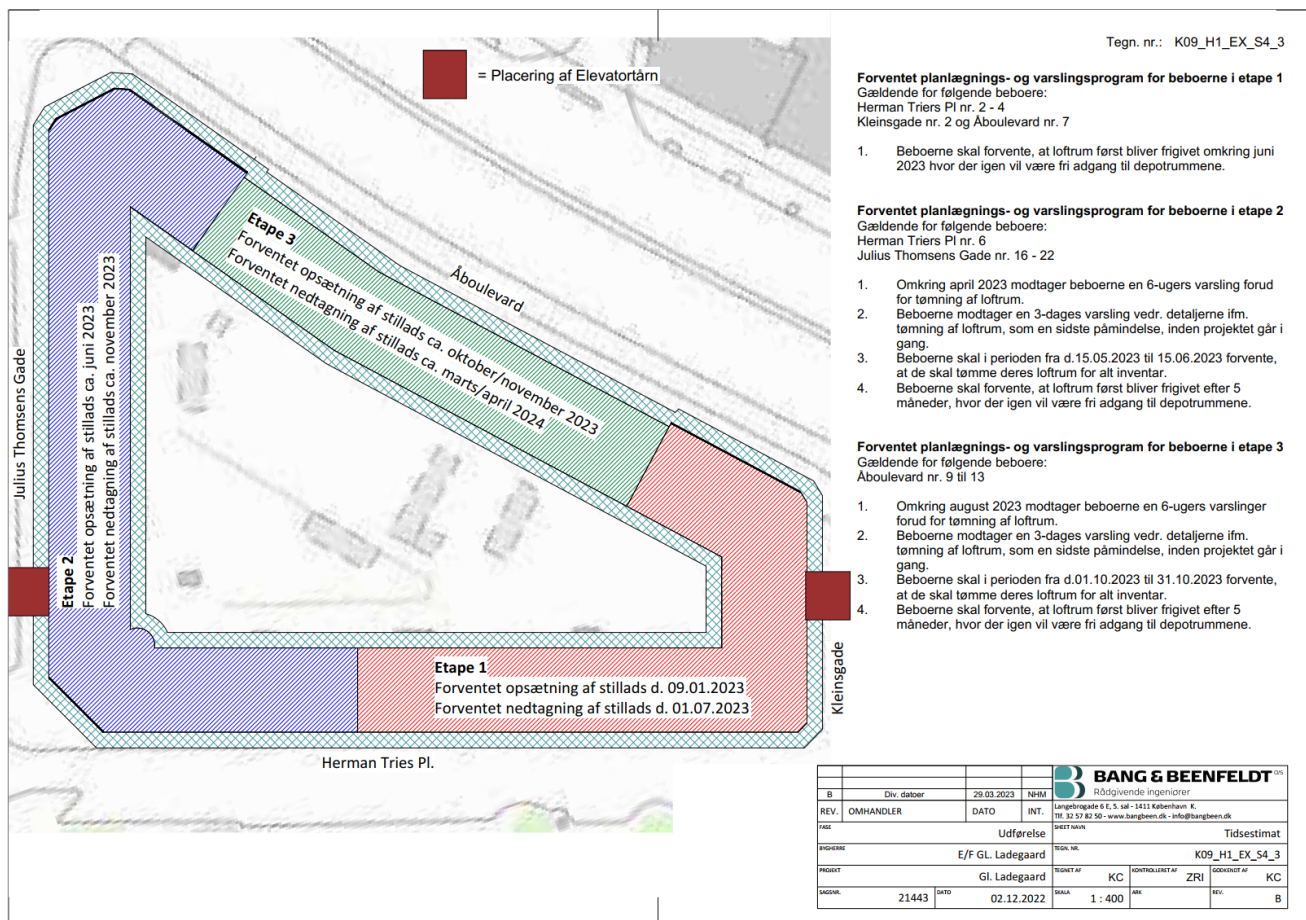 Tegn. nr.: K09_H1_EX_S4_3
= Placering af Elevatortårn
Forventet planlægnings- og varslingsprogram for beboerne i etape 1
Gældende for følgende beboere:
Herman Triers Pl nr. 2 - 4
Kleinsgade nr. 2 og Åboulevard nr. 7
1. Beboerne skal forvente, at loftrum først bliver frigivet omkring juni
2023 hvor der igen vil være fri adgang til depotrummene.
Forventet planlægnings- og varslingsprogram for beboerne i etape 2
Gældende for følgende beboere:
Herman Triers Pl nr. 6
Julius Thomsens Gade nr. 16 - 22
1. Omkring april 2023 modtager beboerne en 6-ugers varsling forud
for tømning af loftrum.
2. Beboerne modtager en 3-dages varsling vedr. detaljerne ifm.
tømning af loftrum, som en sidste påmindelse, inden projektet går i
gang.
3. Beboerne skal i perioden fra d.15.05.2023 til 15.06.2023 forvente,
at de skal tømme deres loftrum for alt inventar.
4. Beboerne skal forvente, at loftrum først bliver frigivet efter 5
måneder, hvor der igen vil være fri adgang til depotrummene.
Forventet planlægnings- og varslingsprogram for beboerne i etape 3
Gældende for følgende beboere:
Åboulevard nr. 9 til 13
1. Omkring august 2023 modtager beboerne en 6-ugers varslinger
forud for tømning af loftrum.
2. Beboerne modtager en 3-dages varsling vedr. detaljerne ifm.
tømning af loftrum, som en sidste påmindelse, inden projektet går i
gang.
3. Beboerne skal i perioden fra d.01.10.2023 til 31.10.2023 forvente,
at de skal tømme deres loftrum for alt inventar.
4. Beboerne skal forvente, at loftrum først bliver frigivet efter 5
måneder, hvor der igen vil være fri adgang til depotrummene.
Etape 3
Forventet opsætning af stillads ca. oktober/november 2023
Forventet nedtagning af stillads ca. marts/april 2024
Åboulevard
Julius Thomsens Gade
Etape 2
Forventet opsætning af stillads ca. juni 2023
Forventet nedtagning af stillads ca. november 2023
Etape 1
Forventet opsætning af stillads d. 09.01.2023
Forventet nedtagning af stillads d. 01.07.2023
Kleinsgade
Herman Tries Pl.
B Div. datoer 29.03.2023 NHM
REV. OMHANDLER DATO INT.
BANG & BEENFELDT O/S
Rådgivende ingeniører
Langebrogade 6 E, 5. sal - 1411 København K.
Tlf. 32 57 82 50 - www.bangbeen.dk - info@bangbeen.dk
FASE Udførelse SHEET NAVN Tidsestimat
BYGHERRE E/F GL. Ladegaard TEGN. NR. K09_H1_EX_S4_3
PROJEKT Gl. Ladegaard TEGNET AF KC KONTROLLERET AF ZRI GODKENDT AF KC
SAGSNR. 21443 DATO 02.12.2022 SKALA 1 : 400 ARK REV. B